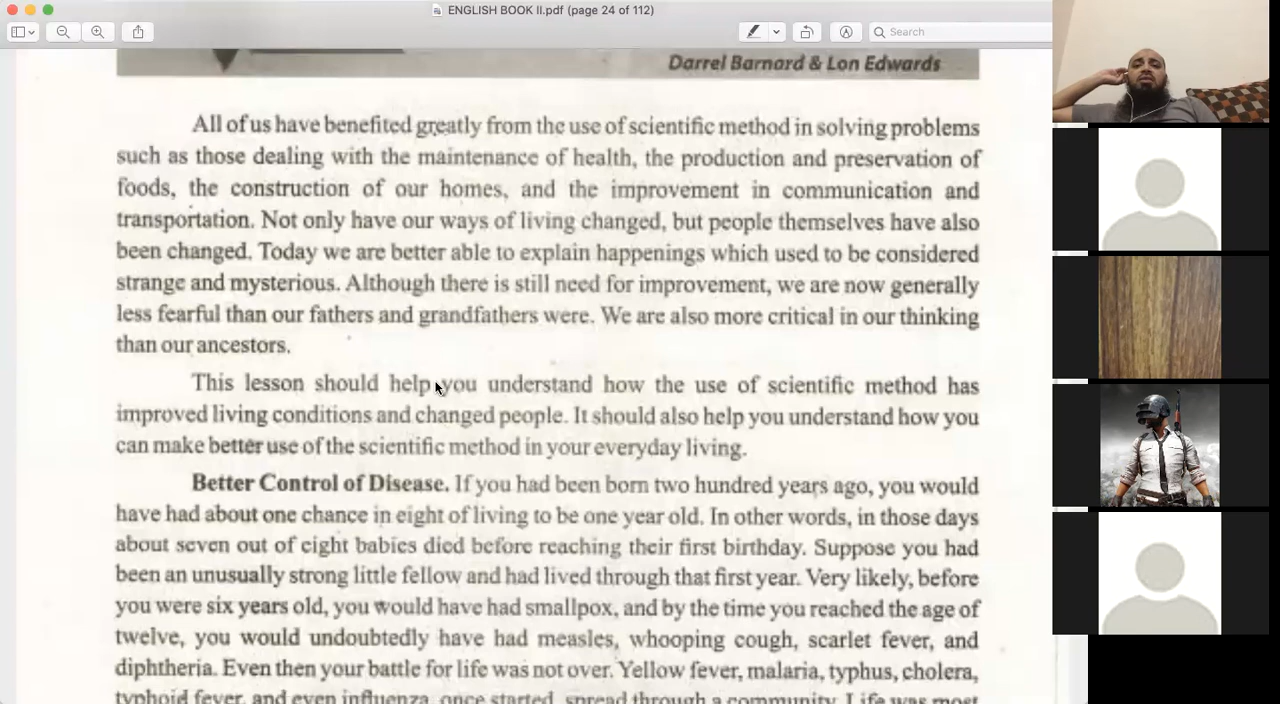 ENGLISH BOOK II.pdf (page 24 of 112)
Search
Darrel Barnard & Lon Edwards
All of us have benefited greatly from the use of scientific method in solving problems
such as those dealing with the maintenance of health, the production and preservation of
foods, the construction of our homes, and the improvement in communication and
transportation. Not only have our ways of living changed, but people themselves have also
been changed. Today we are better able to explain happenings which used to be considered
strange and mysterious. Although there is still need for improvement, we are now generally
less fearful than our fathers and grandfathers were. We are also more critical in our thinking
than our ancestors.
This lesson should help you understand how the use of scientific method has
improved living conditions and changed people. It should also help you understand how you
can make better use of the scientific method in your everyday living.
Better Control of Disease. If you had been born two hundred years ago, you would
have had about one chance in eight of living to be one year old. In other words, in those days
about seven out of eight babies died before reaching their first birthday. Suppose you had
been an unusually strong little fellow and had lived through that first year. Very likely, before
you were six years old, you would have had smallpox, and by the time you reached the age of
twelve, you would undoubtedly have had measles, whooping cough, scarlet fever, and
diphtheria. Even then your battle for life was not over. Yellow fever, malaria, typhus, cholera,
typhoid fever, and even influenza, once started, spread through a community. Life was most